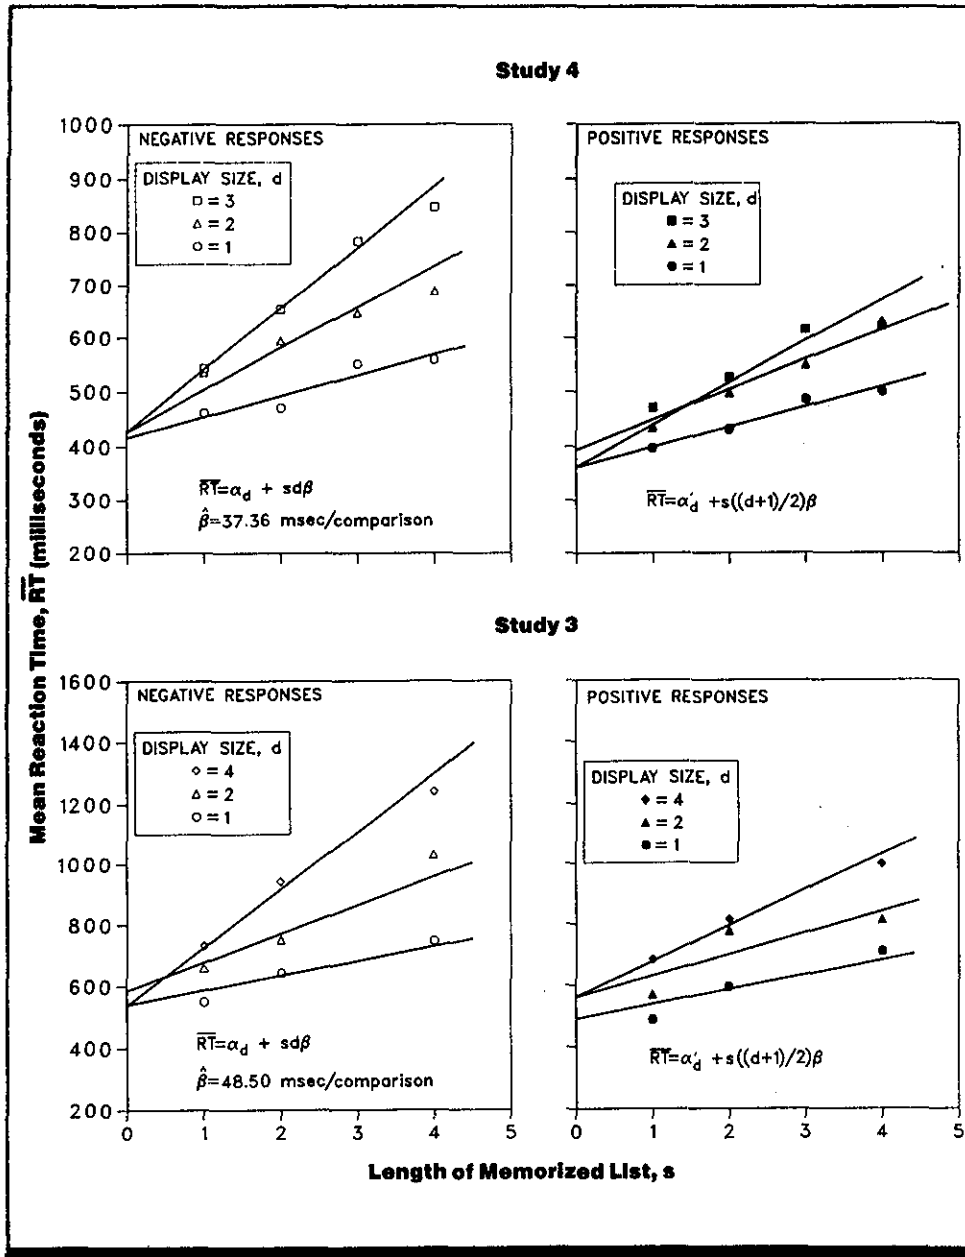 Study 4
Mean Reaction Time, R̅T̅ (milliseconds)
1000
900
800
700
600
500
400
300
200
NEGATIVE RESPONSES
DISPLAY SIZE, d
□ = 3
△ = 2
○ = 1
R̅T̅=α_d + sdβ
β̂=37.36 msec/comparison
POSITIVE RESPONSES
DISPLAY SIZE, d
■ = 3
▲ = 2
● = 1
R̅T̅=α′_d +s((d+1)/2)β
Study 3
1600
1400
1200
1000
800
600
400
200
NEGATIVE RESPONSES
DISPLAY SIZE, d
◇ = 4
△ = 2
○ = 1
R̅T̅=α_d + sdβ
β̂=48.50 msec/comparison
0 1 2 3 4 5
POSITIVE RESPONSES
DISPLAY SIZE, d
◆ = 4
▲ = 2
● = 1
R̅T̅=α′_d +s((d+1)/2)β
0 1 2 3 4 5
Length of Memorized List, s